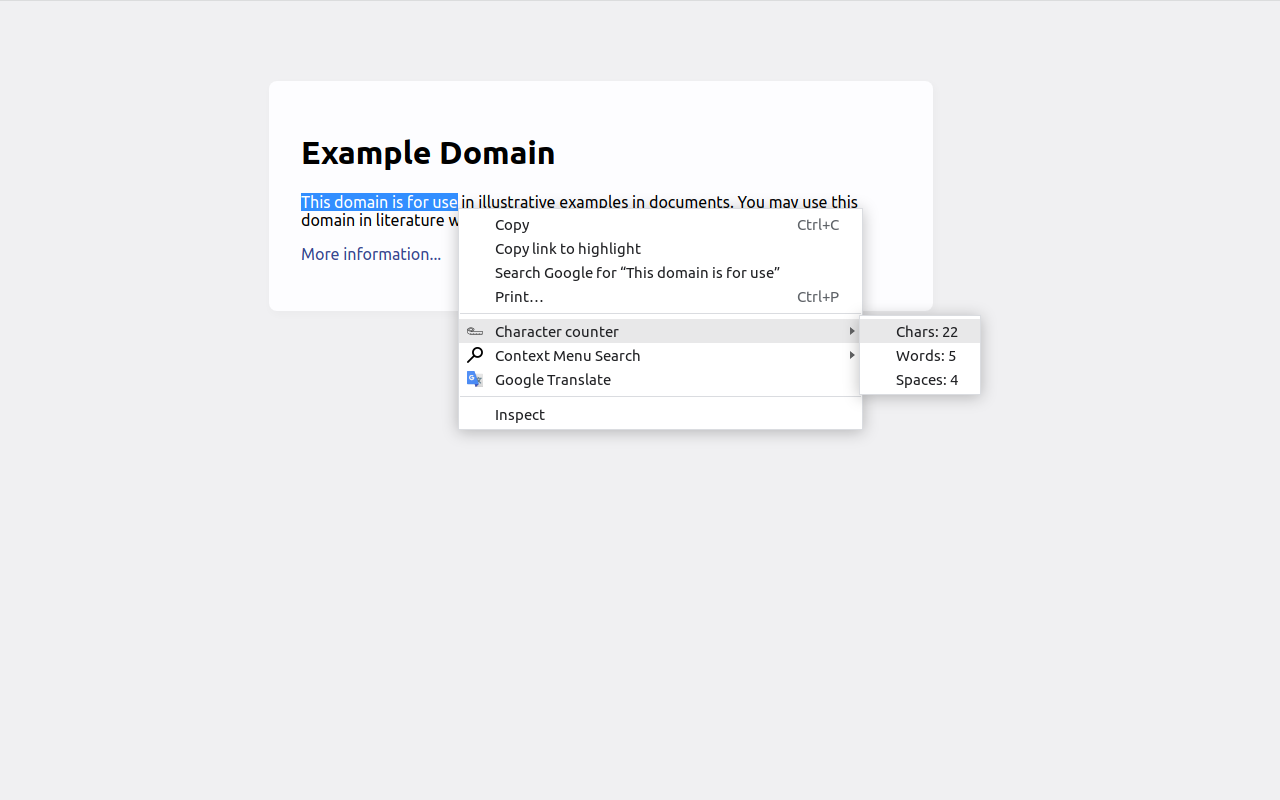 Example Domain
This domain is for use in illustrative examples in documents. You may use this
domain in literature
More information...
Copy Ctrl+C
Copy link to highlight
Search Google for “This domain is for use”
Print… Ctrl+P
Character counter
Context Menu Search
Google Translate
Inspect
Chars: 22
Words: 5
Spaces: 4